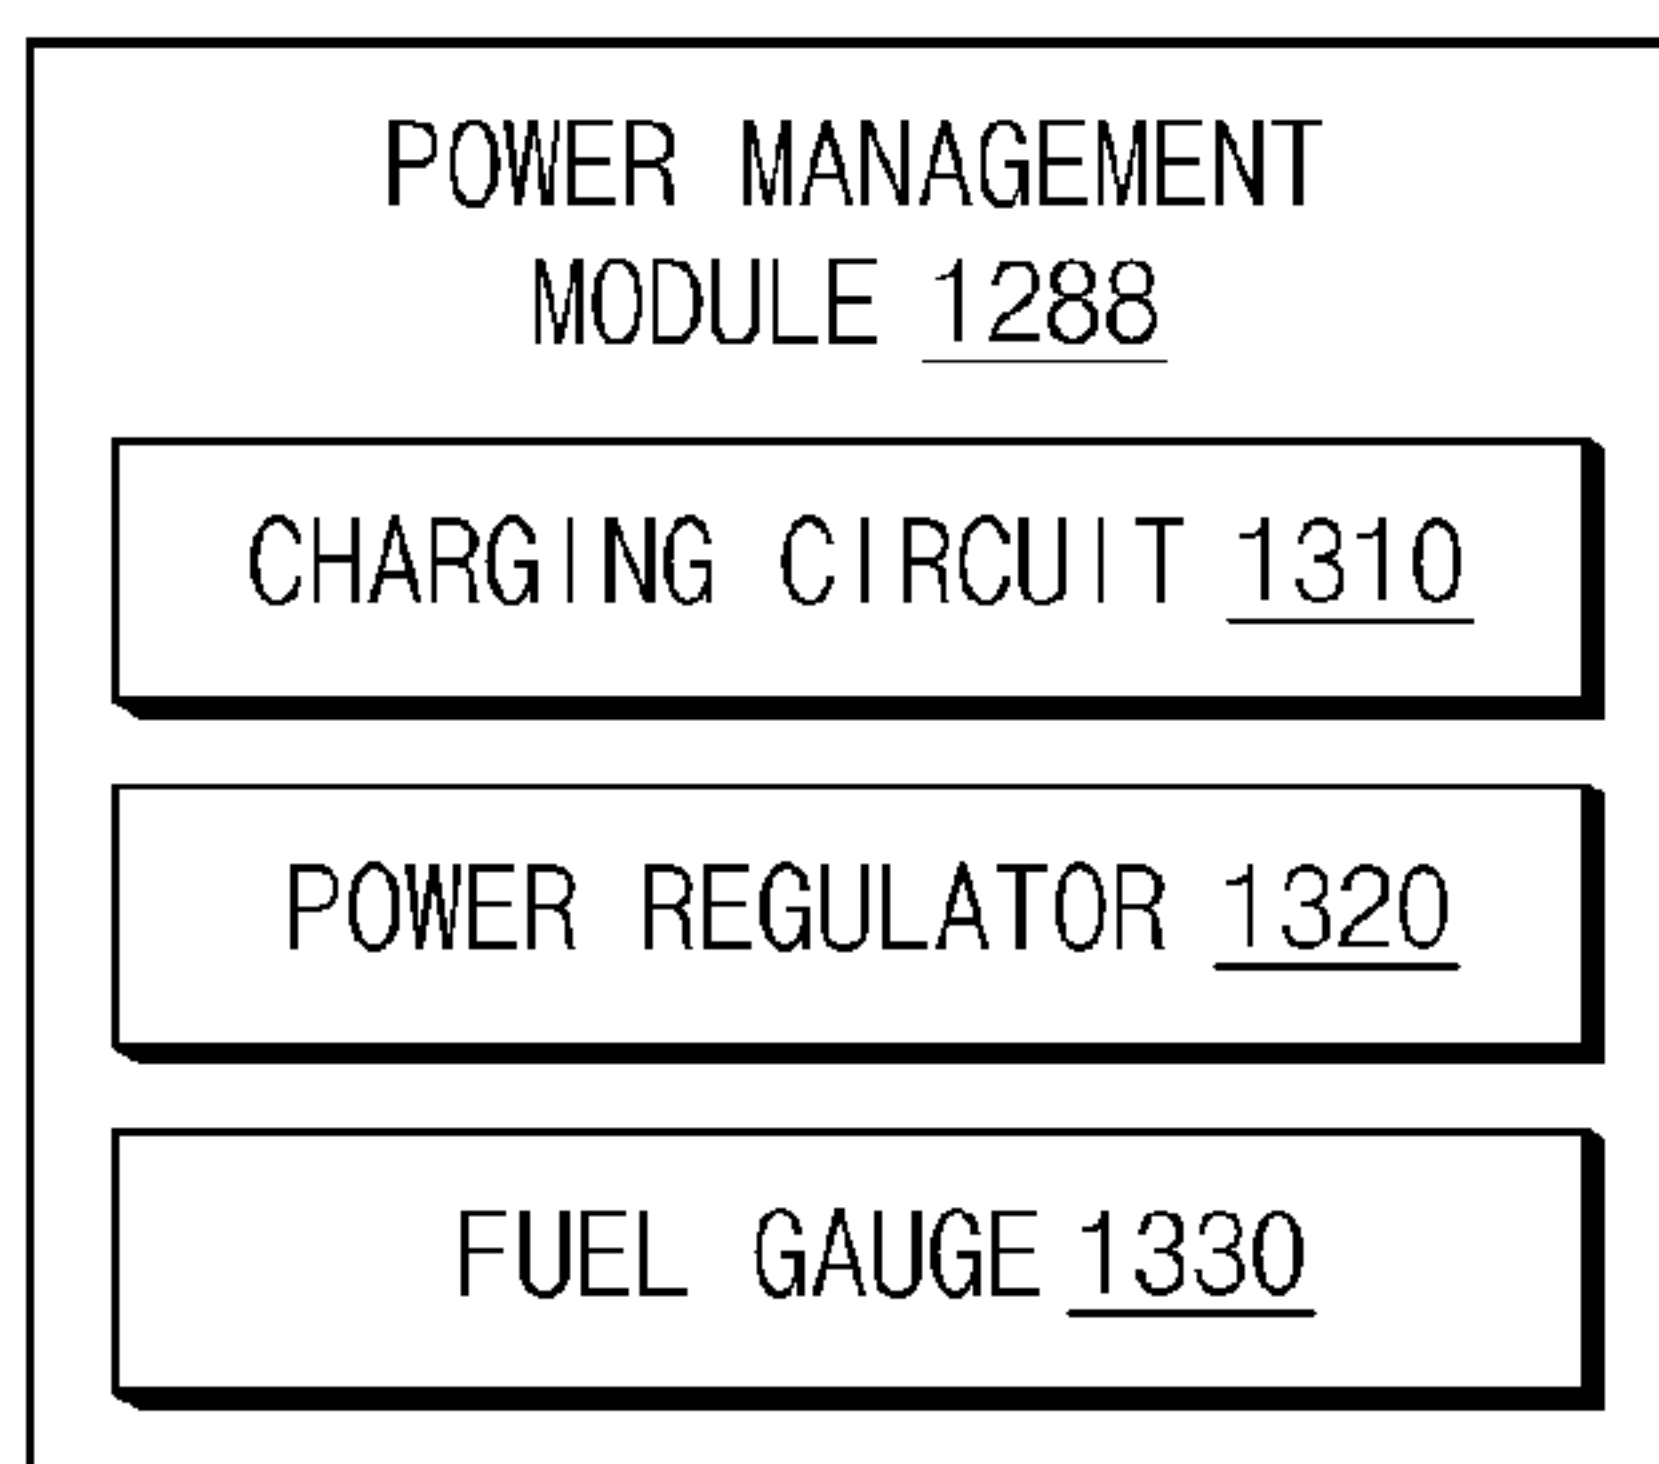 POWER MANAGEMENT
MODULE 1288
CHARGING CIRCUIT 1310
POWER REGULATOR 1320
FUEL GAUGE 1330